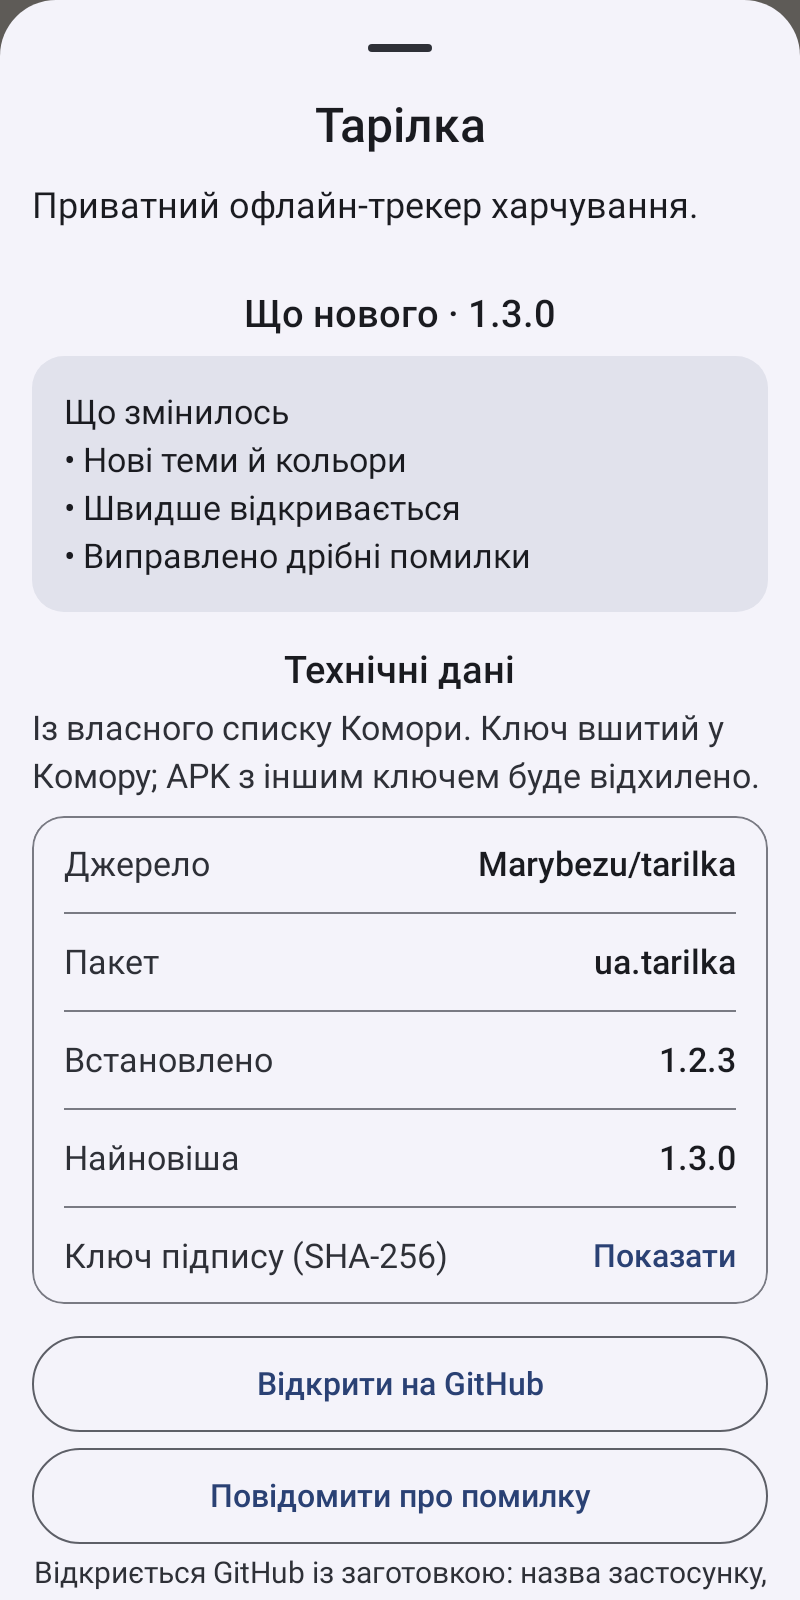 Тарілка
Приватний офлайн-трекер харчування.
Що нового · 1.3.0
Що змінилось
• Нові теми й кольори
• Швидше відкривається
• Виправлено дрібні помилки
Технічні дані
Із власного списку Комори. Ключ вшитий у
Комору; APK з іншим ключем буде відхилено.
Джерело Marybezu/tarilka
Пакет ua.tarilka
Встановлено 1.2.3
Найновіша 1.3.0
Ключ підпису (SHA-256) Показати
Відкрити на GitHub
Повідомити про помилку
Відкриється GitHub із заготовкою: назва застосунку,